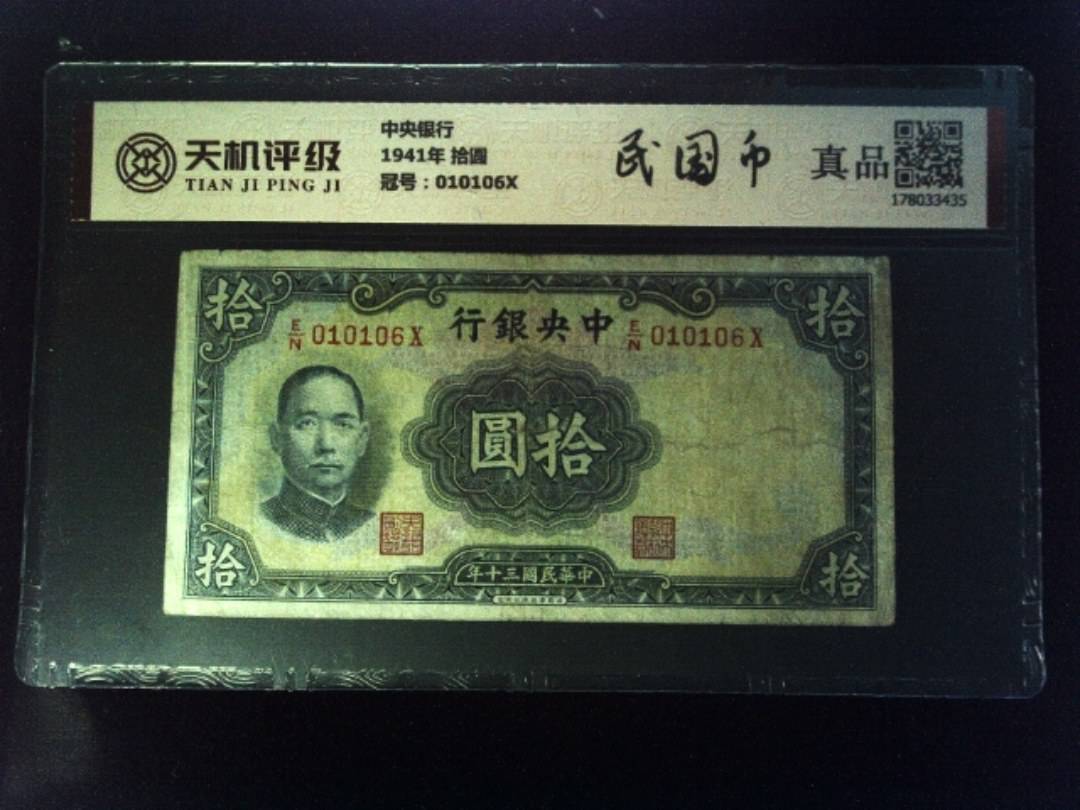 天机评级
TIAN JI PING JI
中央银行
1941年 拾圆
冠号：010106X
民国币
真品
178033435
拾
拾
E/N 010106X
行銀央中
E/N 010106X
圓拾
年十三國民華中
拾
拾